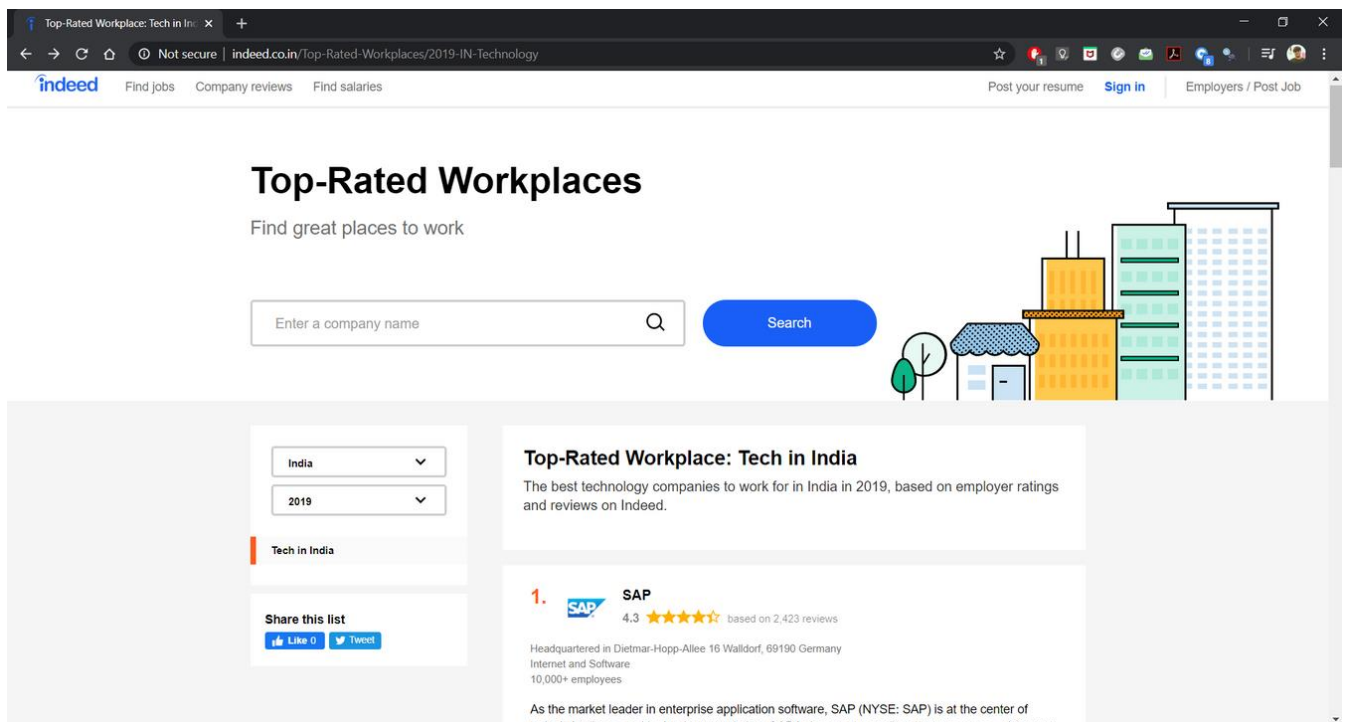 Top-Rated Workplace: Tech in In
Not secure | indeed.co.in/Top-Rated-Workplaces/2019-IN-Technology
1
8
indeed Find jobs Company reviews Find salaries Post your resume Sign in Employers / Post Job
Top-Rated Workplaces
Find great places to work
Enter a company name Search
India
2019
Tech in India
Share this list
Like 0 Tweet
Top-Rated Workplace: Tech in India
The best technology companies to work for in India in 2019, based on employer ratings
and reviews on Indeed.
1. SAP SAP
4.3 based on 2,423 reviews
Headquartered in Dietmar-Hopp-Allee 16 Walldorf, 69190 Germany
Internet and Software
10,000+ employees
As the market leader in enterprise application software, SAP (NYSE: SAP) is at the center of